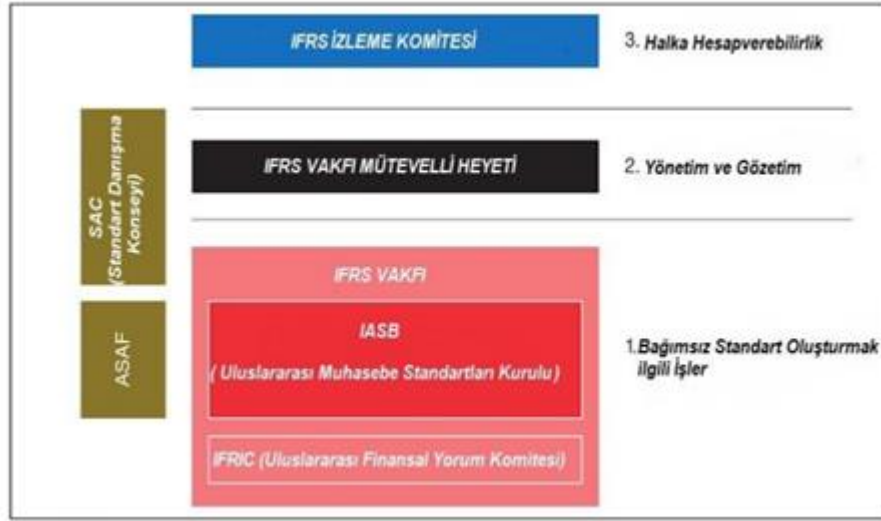 IFRS İZLEME KOMİTESİ
3. Halka Hesapverebilirlik
SAC
(Standart Danışma
Konseyi)
IFRS VAKFI MÜTEVELLİ HEYETİ
2. Yönetim ve Gözetim
IFRS VAKFI
IASB
( Uluslararası Muhasebe Standartları Kurulu)
ASAF
1.Bağımsız Standart Oluşturmak
ilgili İşler
IFRIC (Uluslararası Finansal Yorum Komitesi)